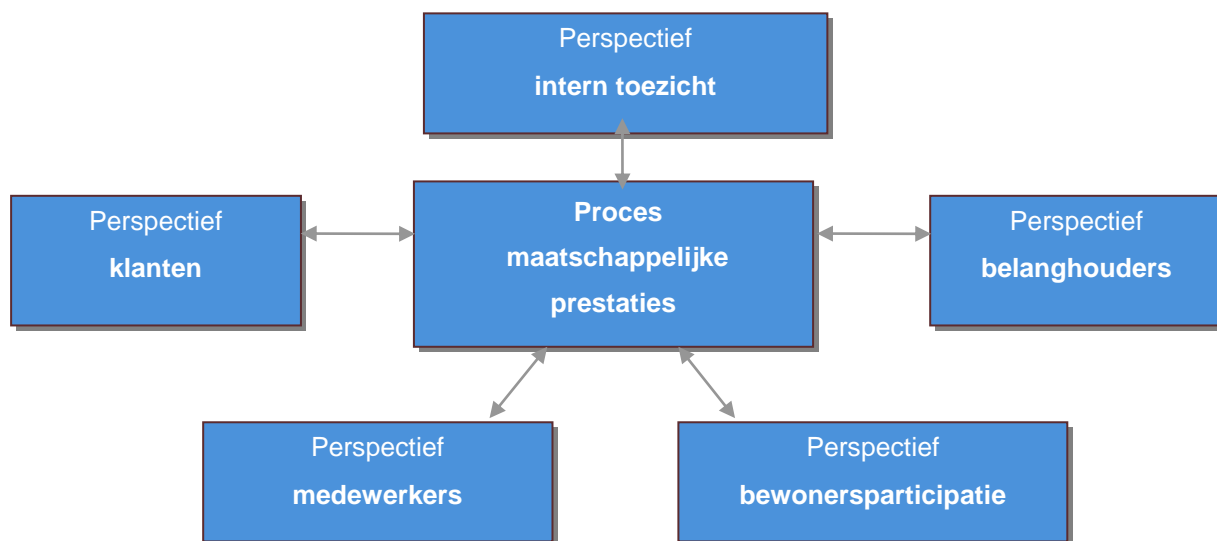 Perspectief
intern toezicht
Perspectief
klanten
Proces
maatschappelijke
prestaties
Perspectief
belanghouders
Perspectief
medewerkers
Perspectief
bewonersparticipatie